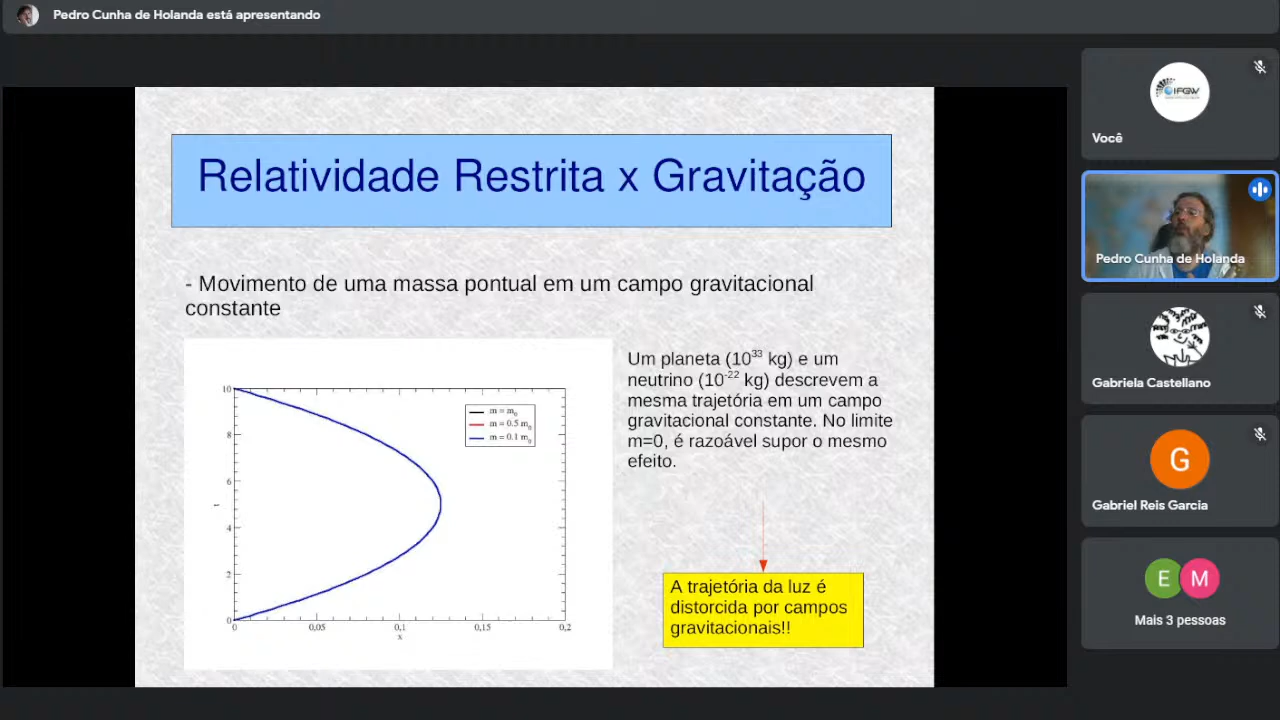 Pedro Cunha de Holanda está apresentando
Relatividade Restrita x Gravitação
- Movimento de uma massa pontual em um campo gravitacional
constante
Um planeta (10³³ kg) e um
neutrino (10⁻²² kg) descrevem a
mesma trajetória em um campo
gravitacional constante. No limite
m=0, é razoável supor o mesmo
efeito.
A trajetória da luz é
distorcida por campos
gravitacionais!!
10
8
6
4
2
0
t
m = m₀
m = 0.5 m₀
m = 0.1 m₀
0
0,05
0,1
0,15
0,2
x
IFGW
Você
Pedro Cunha de Holanda
Gabriela Castellano
G
Gabriel Reis Garcia
E M
Mais 3 pessoas